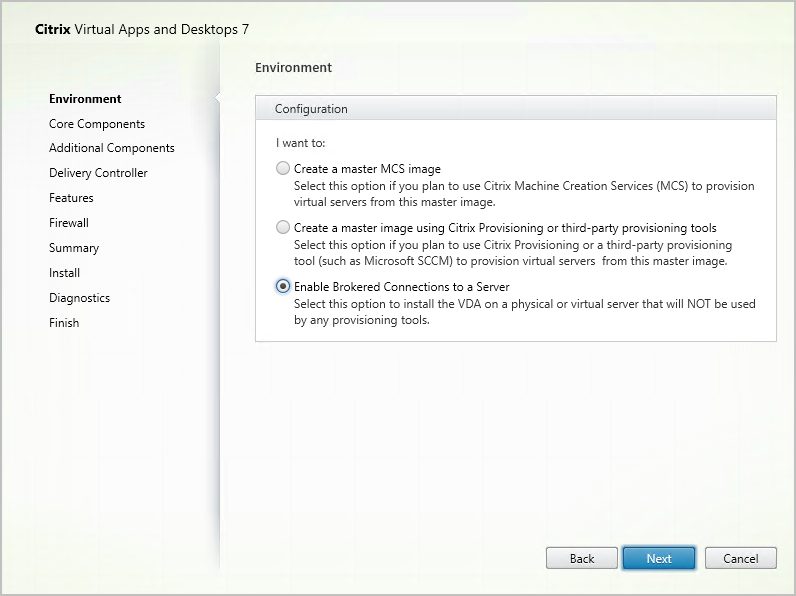 Citrix Virtual Apps and Desktops 7
Environment
Environment
Core Components
Additional Components
Delivery Controller
Features
Firewall
Summary
Install
Diagnostics
Finish
Configuration
I want to:
Create a master MCS image
Select this option if you plan to use Citrix Machine Creation Services (MCS) to provision
virtual servers from this master image.
Create a master image using Citrix Provisioning or third-party provisioning tools
Select this option if you plan to use Citrix Provisioning or a third-party provisioning
tool (such as Microsoft SCCM) to provision virtual servers  from this master image.
Enable Brokered Connections to a Server
Select this option to install the VDA on a physical or virtual server that will NOT be used
by any provisioning tools.
Back
Next
Cancel